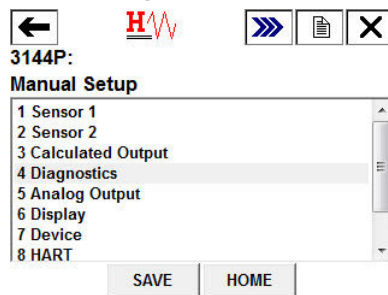 H
3144P:
Manual Setup
1 Sensor 1
2 Sensor 2
3 Calculated Output
4 Diagnostics
5 Analog Output
6 Display
7 Device
8 HART
SAVE
HOME